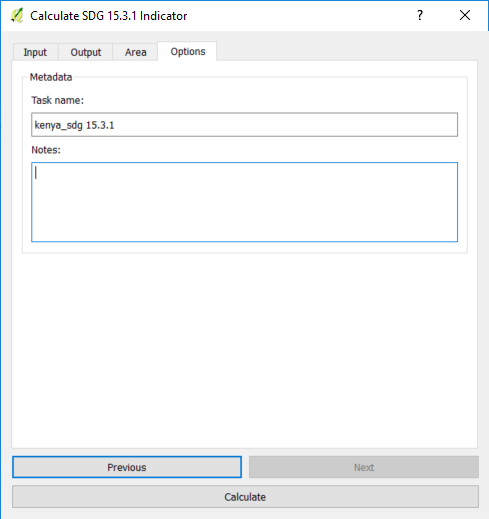 Calculate SDG 15.3.1 Indicator
Input Output Area Options
Metadata
Task name:
kenya_sdg 15.3.1
Notes:
Previous Next
Calculate